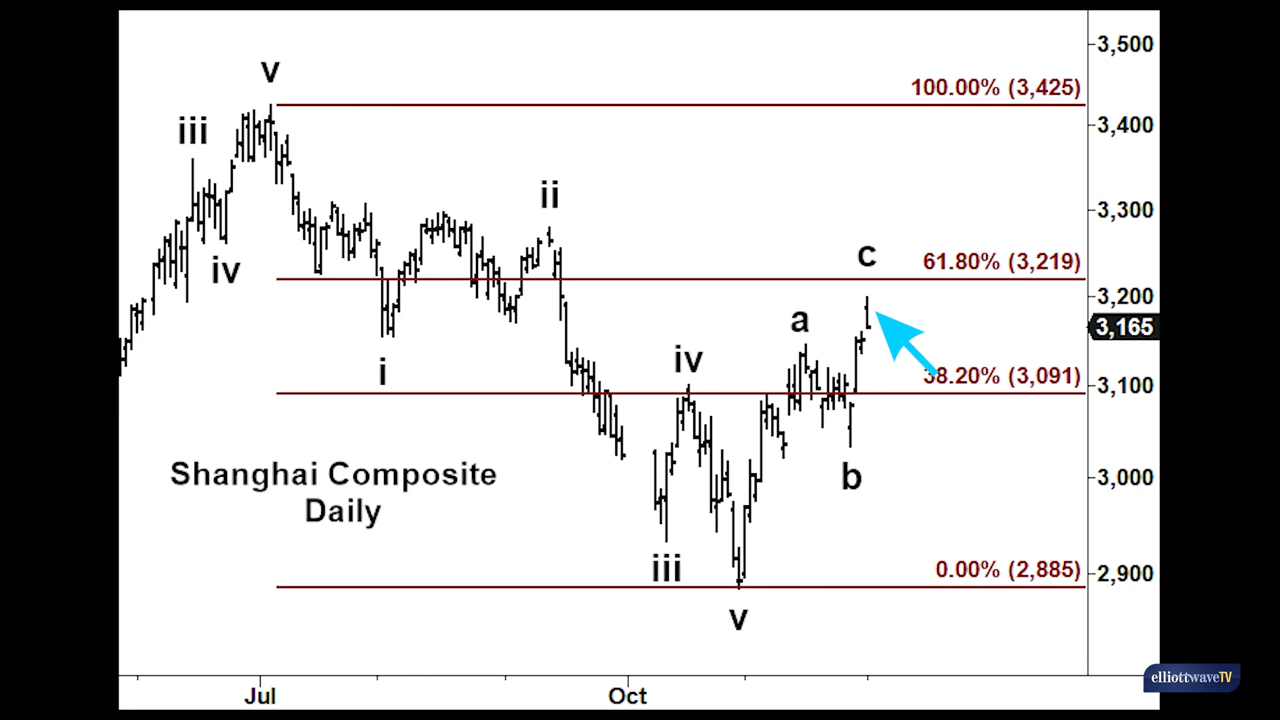 3,500
v
100.00% (3,425)
3,400
iii
ii
3,300
iv
c
61.80% (3,219)
3,200
a
3,165
iv
i
38.20% (3,091)
3,100
Shanghai Composite
Daily
b
3,000
iii
0.00% (2,885)
2,900
v
Jul
Oct
elliottwaveTV